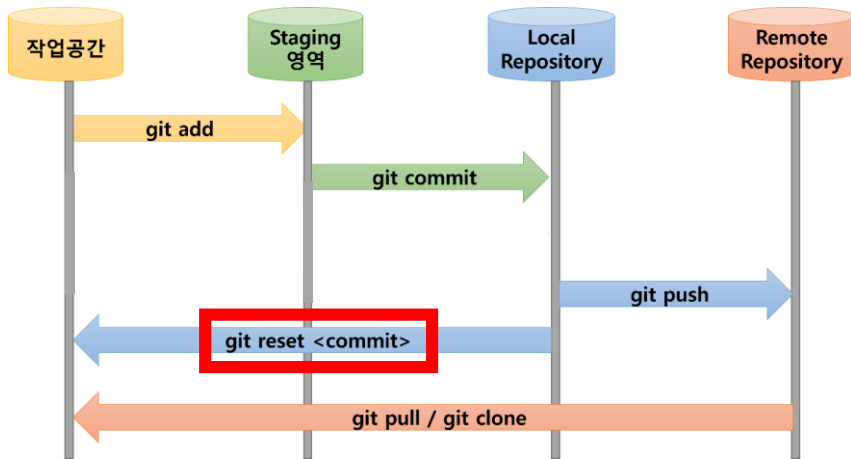 작업공간
Staging
영역
Local
Repository
Remote
Repository
git add
git commit
git push
git reset <commit>
git pull / git clone